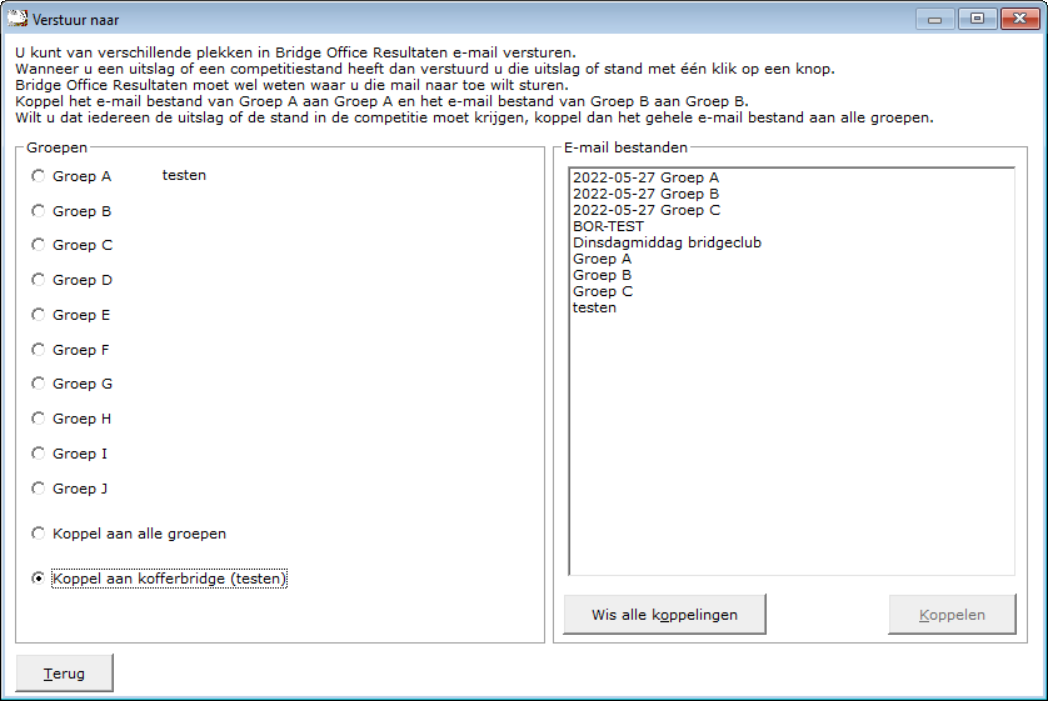 Verstuur naar
U kunt van verschillende plekken in Bridge Office Resultaten e-mail versturen.
Wanneer u een uitslag of een competitiestand heeft dan verstuurd u die uitslag of stand met één klik op een knop.
Bridge Office Resultaten moet wel weten waar u die mail naar toe wilt sturen.
Koppel het e-mail bestand van Groep A aan Groep A en het e-mail bestand van Groep B aan Groep B.
Wilt u dat iedereen de uitslag of de stand in de competitie moet krijgen, koppel dan het gehele e-mail bestand aan alle groepen.
Groepen
Groep A testen
Groep B
Groep C
Groep D
Groep E
Groep F
Groep G
Groep H
Groep I
Groep J
Koppel aan alle groepen
Koppel aan kofferbridge (testen)
E-mail bestanden
2022-05-27 Groep A
2022-05-27 Groep B
2022-05-27 Groep C
BOR-TEST
Dinsdagmiddag bridgeclub
Groep A
Groep B
Groep C
testen
Wis alle koppelingen
Koppelen
Terug